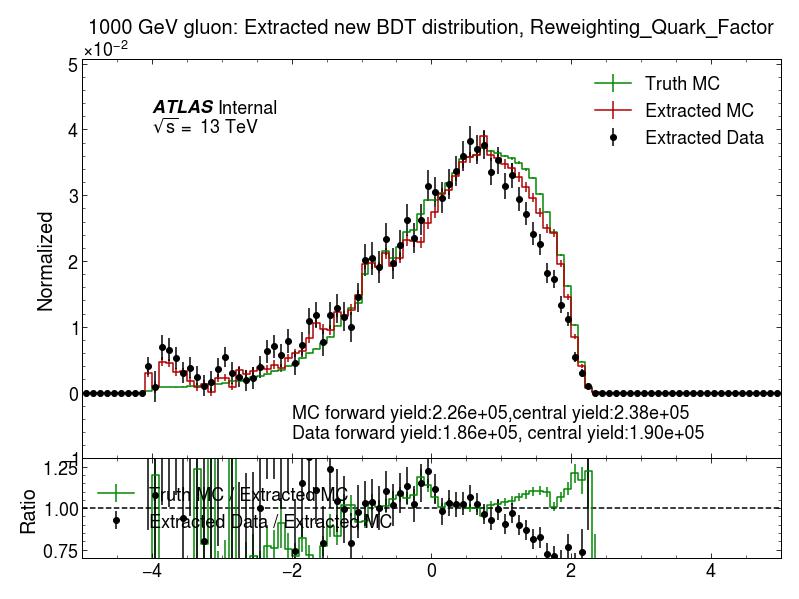 1000 GeV gluon: Extracted new BDT distribution, Reweighting_Quark_Factor
×10⁻²
5
4
3
2
1
0
Normalized
ATLAS Internal
√s = 13 TeV
Truth MC
Extracted MC
Extracted Data
MC forward yield:2.26e+05,central yield:2.38e+05
Data forward yield:1.86e+05, central yield:1.90e+05
1
1.25
1.00
0.75
Ratio
Truth MC / Extracted MC
Extracted Data / Extracted MC
−4
−2
0
2
4